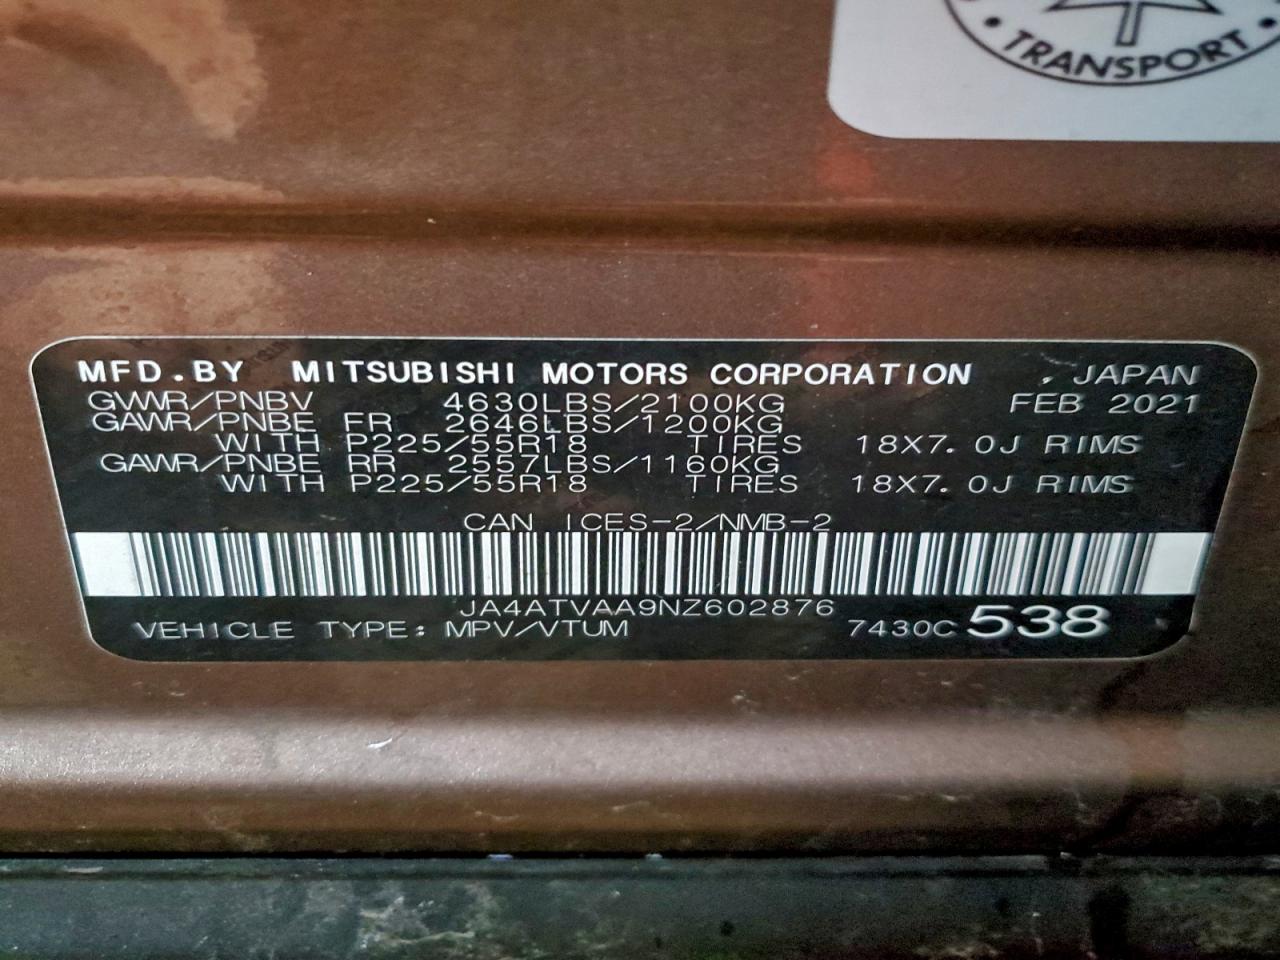 • TRANSPORT •
MFD.BY MITSUBISHI MOTORS CORPORATION , JAPAN
GVWR/PNBV 4630LBS/2100KG FEB 2021
GAWR/PNBE FR 2646LBS/1200KG
WITH P225/55R18 TIRES 18X7.0J RIMS
GAWR/PNBE RR 2557LBS/1160KG
WITH P225/55R18 TIRES 18X7.0J RIMS
CAN ICES-2/NMB-2
JA4ATVAA9NZ602876
VEHICLE TYPE: MPV/VTUM 7430C 538